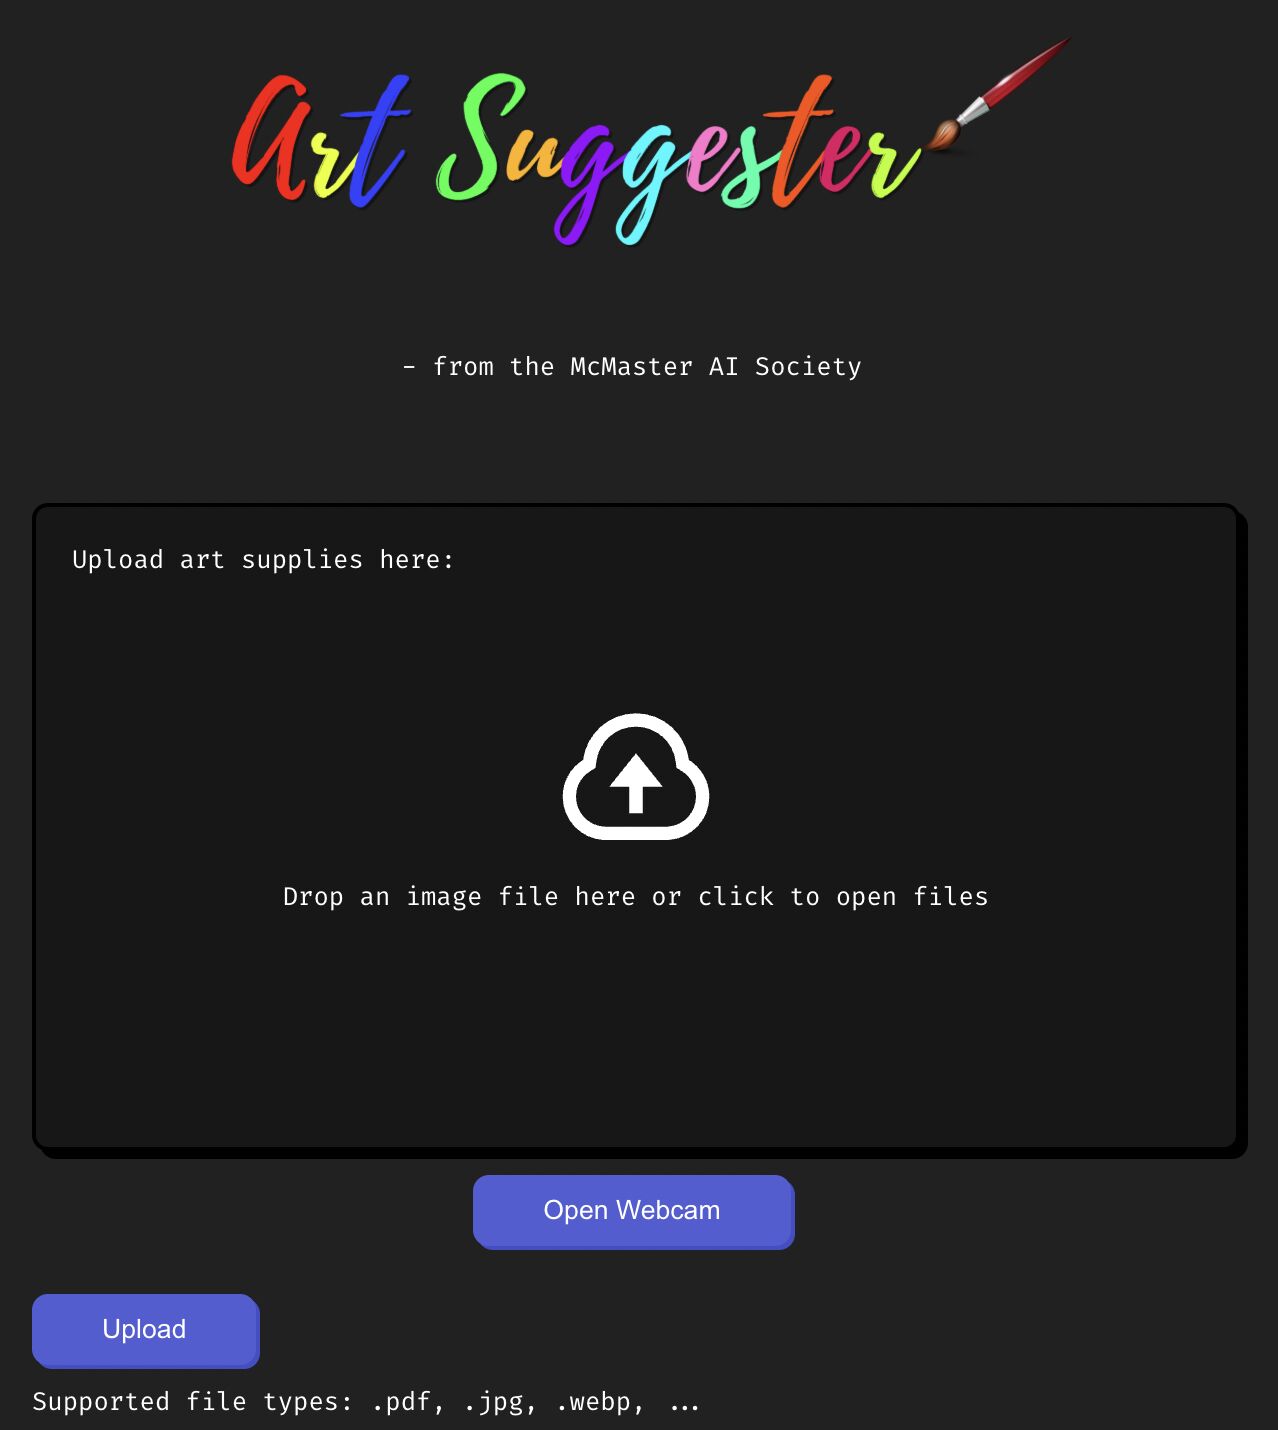 Art Suggester
- from the McMaster AI Society
Upload art supplies here:
Drop an image file here or click to open files
Open Webcam
Upload
Supported file types: .pdf, .jpg, .webp, ...